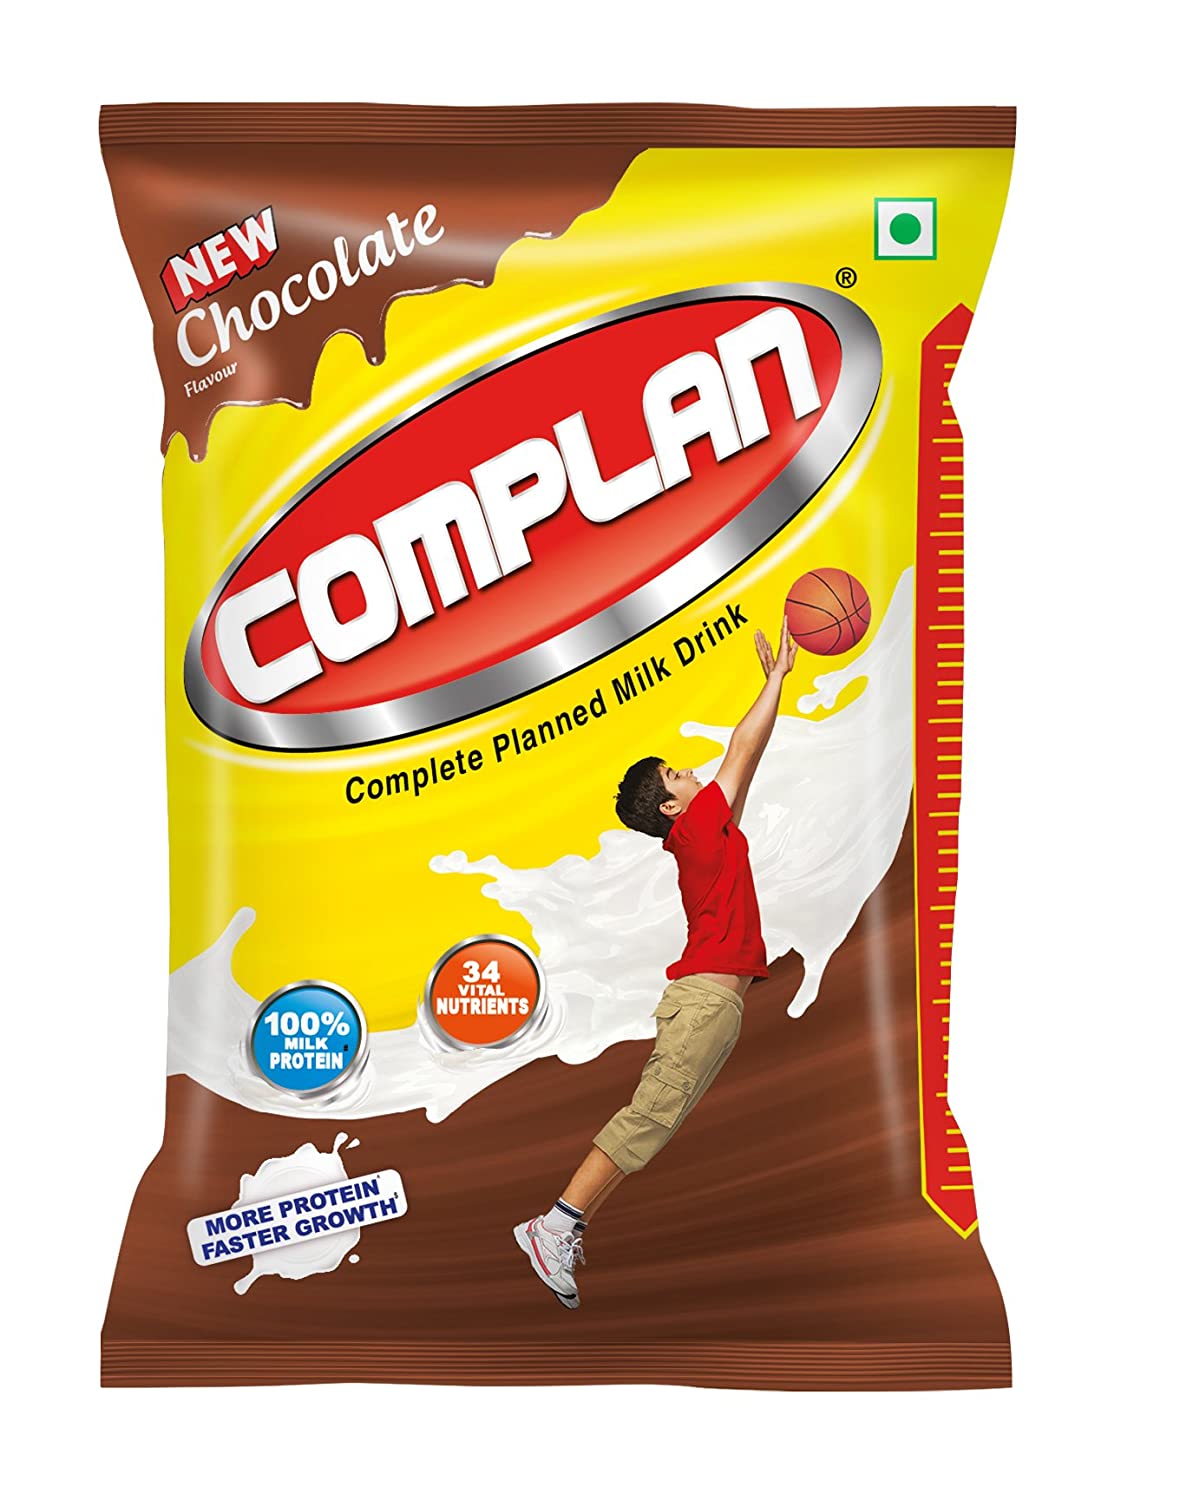 NEW
Chocolate
Flavour
®
COMPLAN
Complete Planned Milk Drink
34
VITAL
NUTRIENTS
100%
MILK
PROTEIN#
MORE PROTEIN^
FASTER GROWTH$